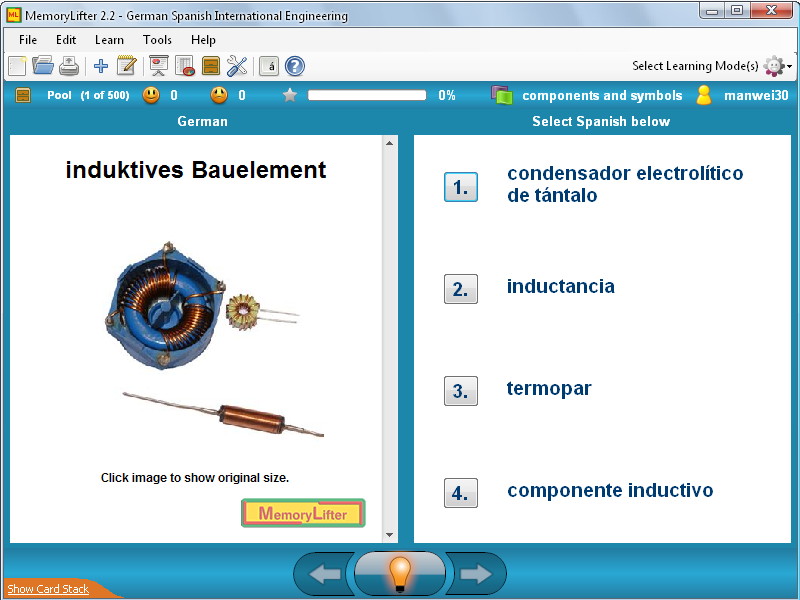 MemoryLifter 2.2 - German Spanish International Engineering
File Edit Learn Tools Help
á ? Select Learning Mode(s)
Pool (1 of 500) 0 0 0% components and symbols manwei30
German
Select Spanish below
induktives Bauelement
Click image to show original size.
MemoryLifter
1. condensador electrolítico
de tántalo
2. inductancia
3. termopar
4. componente inductivo
Show Card Stack